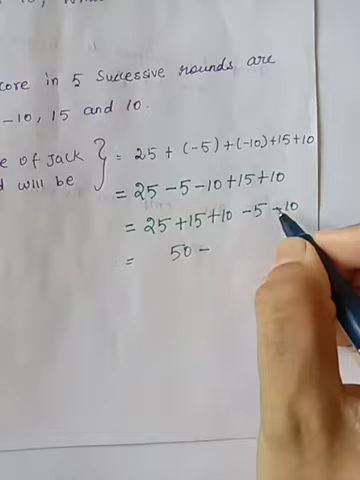 core in 5 Successive rounds are
-10, 15 and 10.
e of Jack } = 25 + (-5) + (-10) + 15 + 10
d will be
= 25 - 5 - 10 + 15 + 10
= 25 + 15 + 10 - 5 - 10
= 50 -